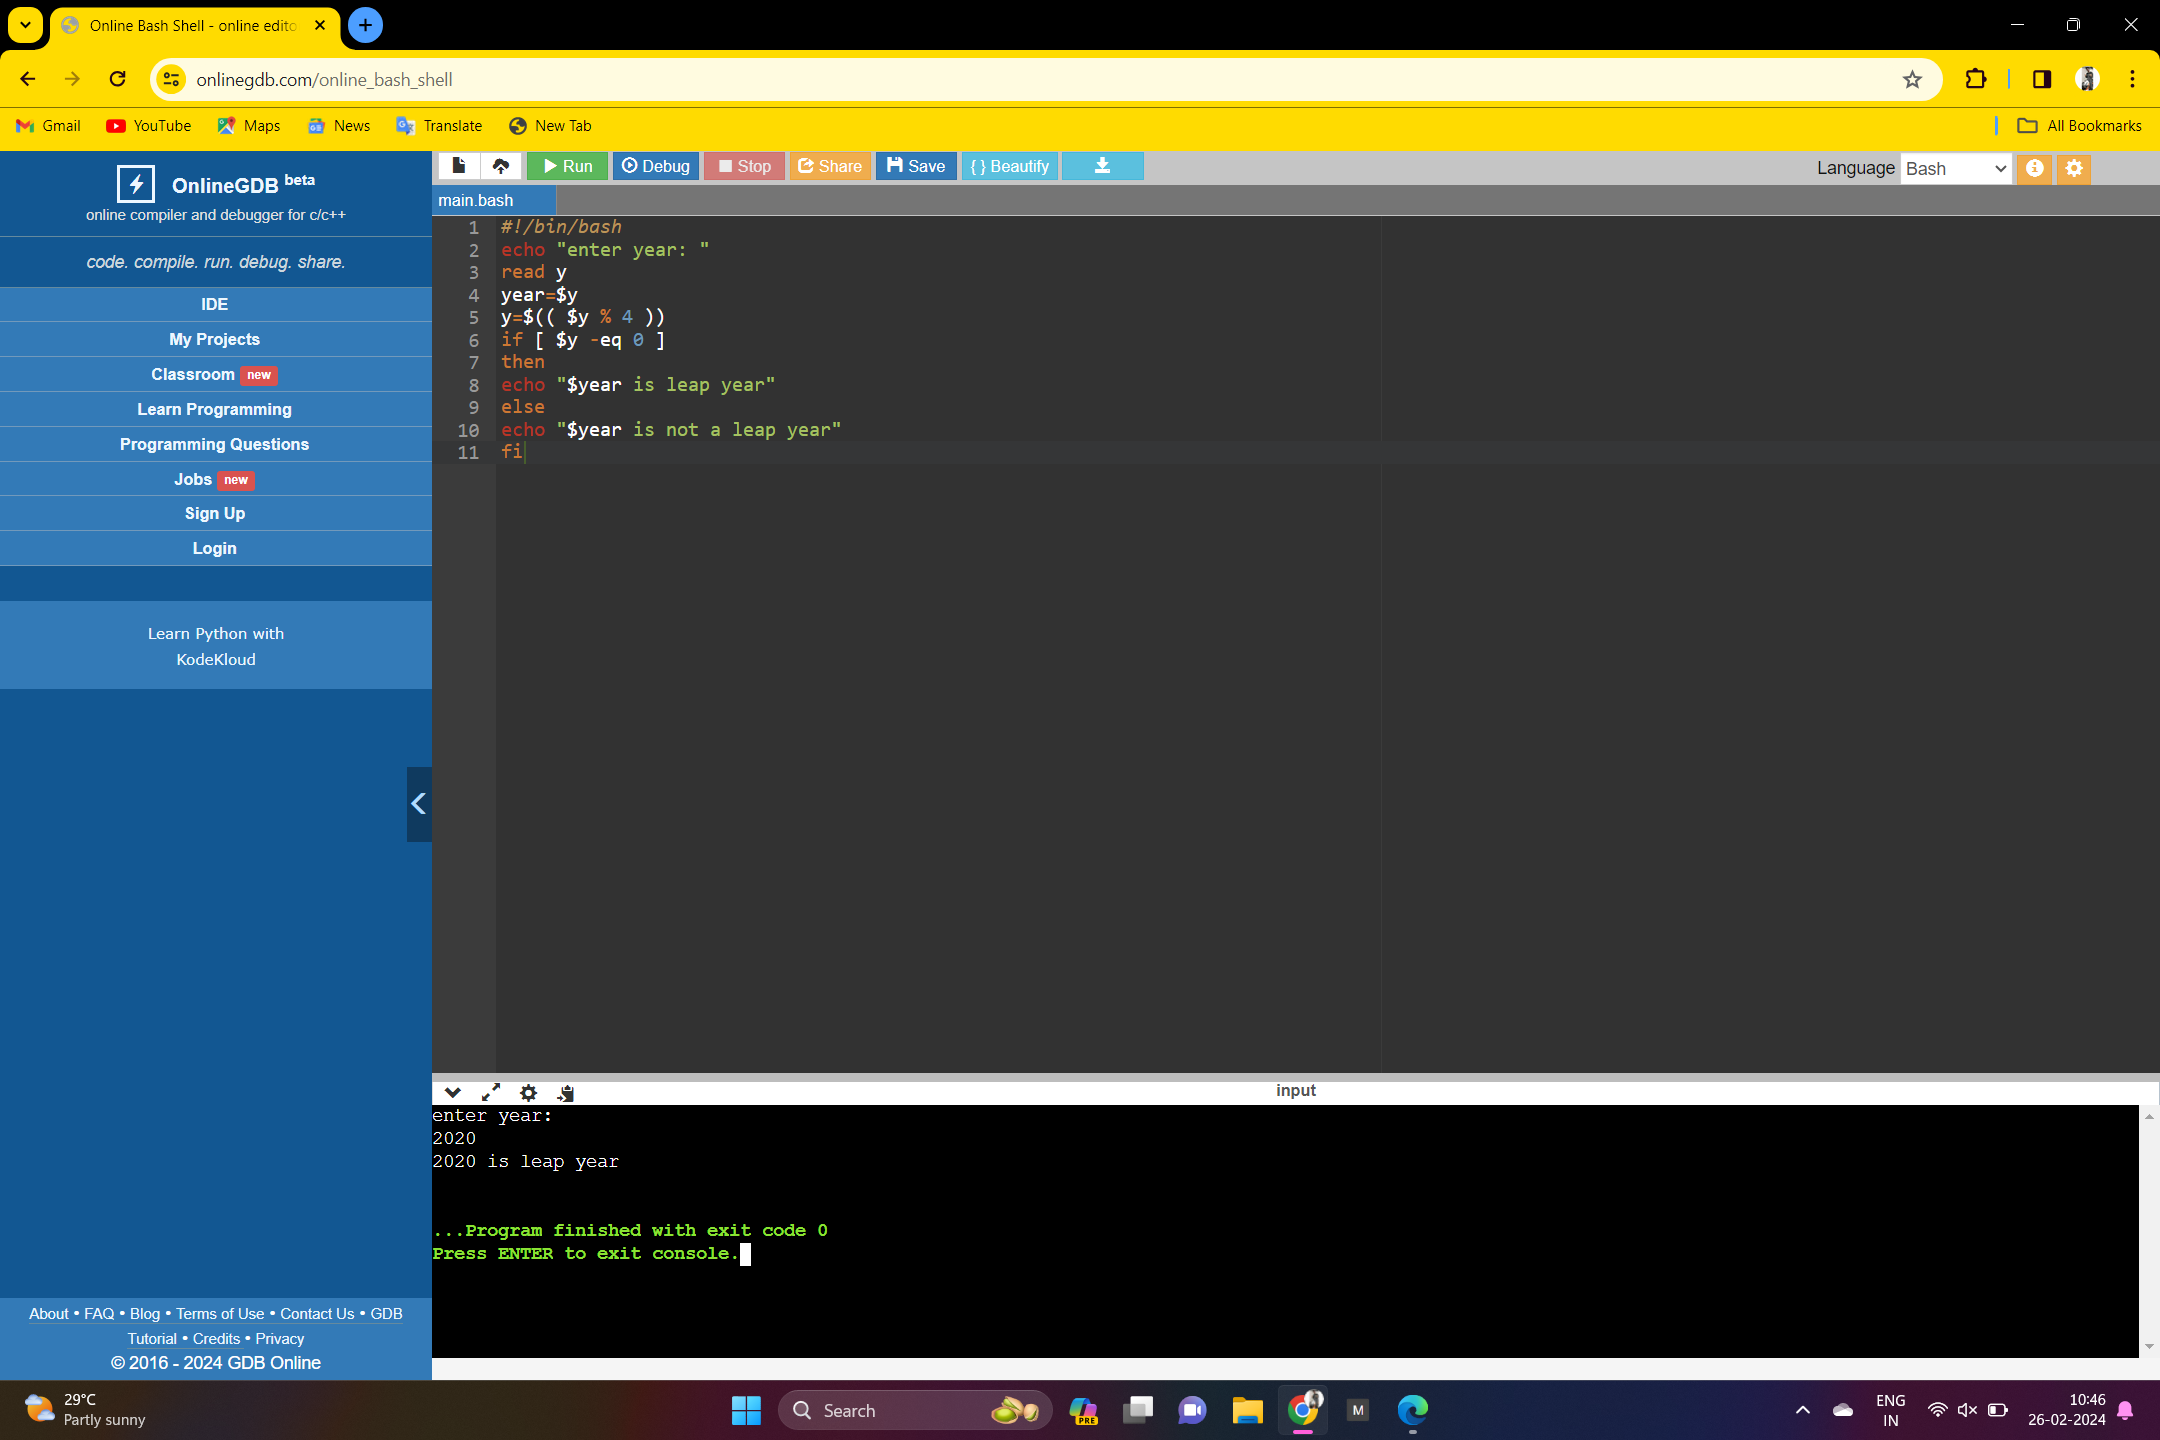 Online Bash Shell - online edito
onlinegdb.com/online_bash_shell
Gmail YouTube Maps News Translate New Tab All Bookmarks
OnlineGDB beta
online compiler and debugger for c/c++
code. compile. run. debug. share.
IDE
My Projects
Classroom new
Learn Programming
Programming Questions
Jobs new
Sign Up
Login
Learn Python with
KodeKloud
About • FAQ • Blog • Terms of Use • Contact Us • GDB
Tutorial • Credits • Privacy
© 2016 - 2024 GDB Online
Run Debug Stop Share Save { } Beautify Language Bash
main.bash
1 #!/bin/bash
2 echo "enter year: "
3 read y
4 year=$y
5 y=$(( $y % 4 ))
6 if [ $y -eq 0 ]
7 then
8 echo "$year is leap year"
9 else
10 echo "$year is not a leap year"
11 fi
input
enter year:
2020
2020 is leap year
...Program finished with exit code 0
Press ENTER to exit console.
29°C
Partly sunny
Search
PRE
M
ENG
IN
10:46
26-02-2024